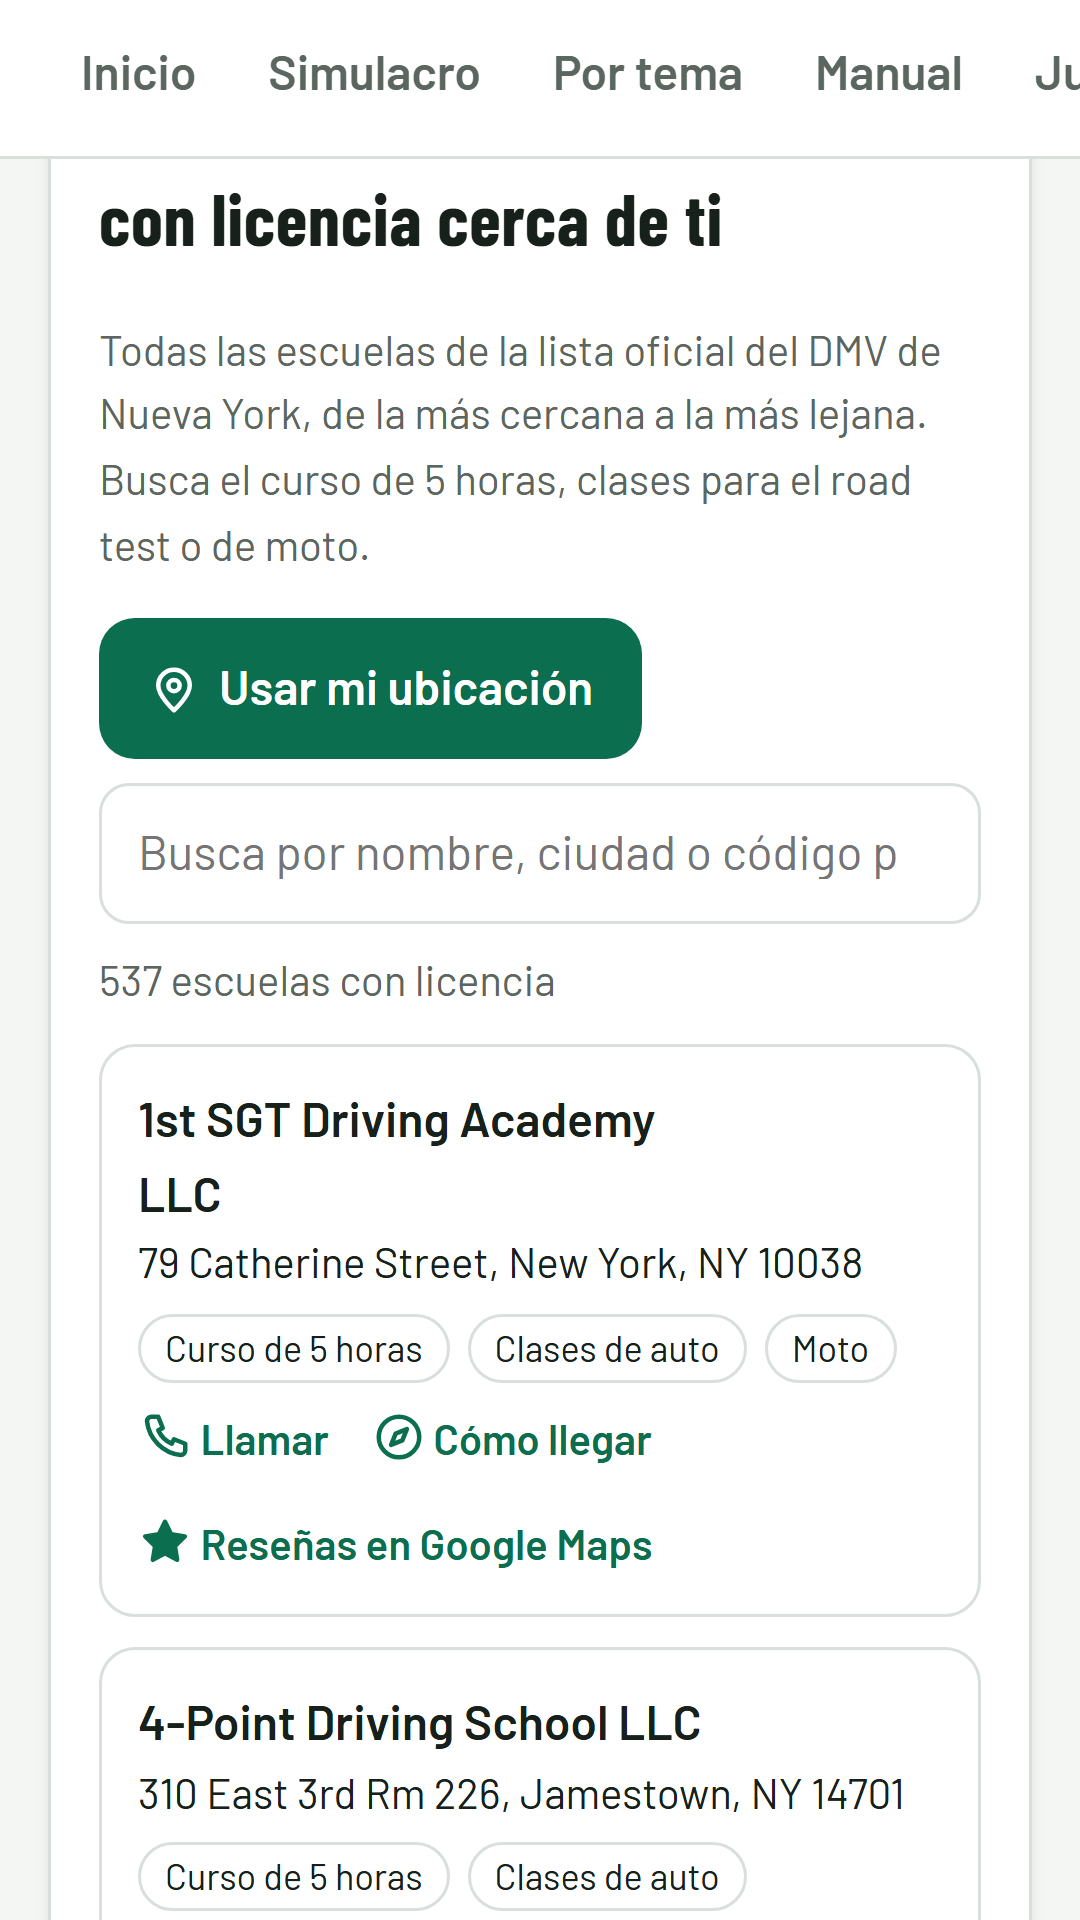 Inicio Simulacro Por tema Manual Ju
con licencia cerca de ti
Todas las escuelas de la lista oficial del DMV de
Nueva York, de la más cercana a la más lejana.
Busca el curso de 5 horas, clases para el road
test o de moto.
Usar mi ubicación
Busca por nombre, ciudad o código p
537 escuelas con licencia
1st SGT Driving Academy
LLC
79 Catherine Street, New York, NY 10038
Curso de 5 horas Clases de auto Moto
Llamar Cómo llegar
Reseñas en Google Maps
4-Point Driving School LLC
310 East 3rd Rm 226, Jamestown, NY 14701
Curso de 5 horas Clases de auto